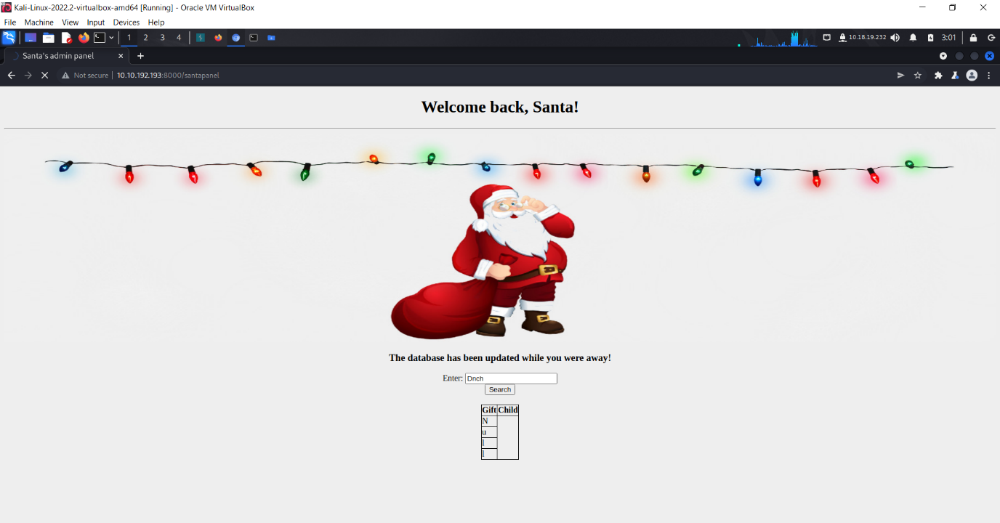 Kali-Linux-2022.2-virtualbox-amd64 [Running] - Oracle VM VirtualBox
File Machine View Input Devices Help
1 2 3 4 10.18.19.232 3:01
Santa's admin panel
Not secure 10.10.192.193:8000/santapanel
Welcome back, Santa!
The database has been updated while you were away!
Enter: Dnch
Search
Gift Child
N
u
l
l